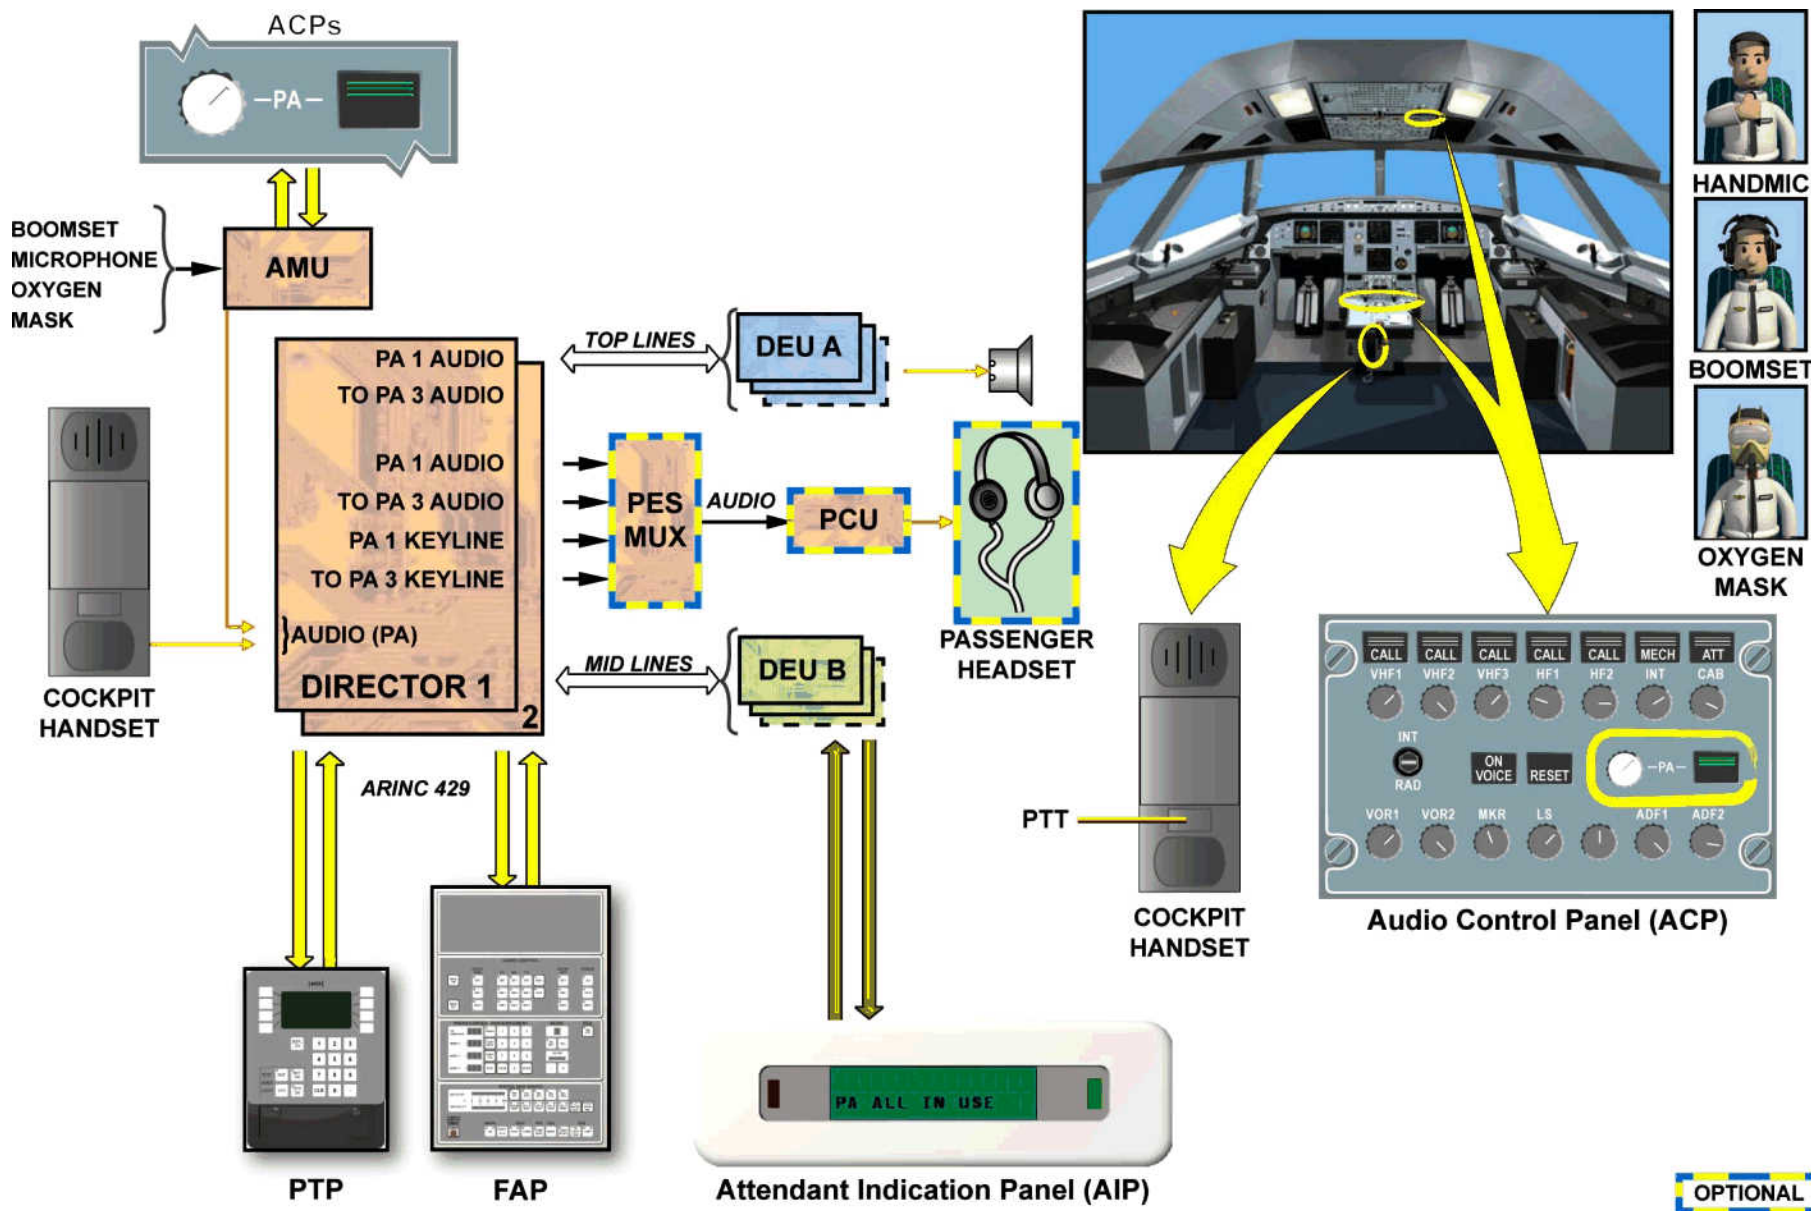 ACPs
—PA—
BOOMSET
MICROPHONE
OXYGEN
MASK
AMU
PA 1 AUDIO
TO PA 3 AUDIO
PA 1 AUDIO
TO PA 3 AUDIO
PA 1 KEYLINE
TO PA 3 KEYLINE
}AUDIO (PA)
DIRECTOR 1
2
COCKPIT
HANDSET
TOP LINES
DEU A
PES
MUX
AUDIO
PCU
PASSENGER
HEADSET
MID LINES
DEU B
ARINC 429
PTP
FAP
PA ALL IN USE
Attendant Indication Panel (AIP)
HANDMIC
BOOMSET
OXYGEN
MASK
PTT
COCKPIT
HANDSET
CALL CALL CALL CALL CALL MECH ATT
VHF1 VHF2 VHF3 HF1 HF2 INT CAB
INT
RAD
ON
VOICE
RESET
—PA—
VOR1 VOR2 MKR LS ADF1 ADF2
Audio Control Panel (ACP)
OPTIONAL